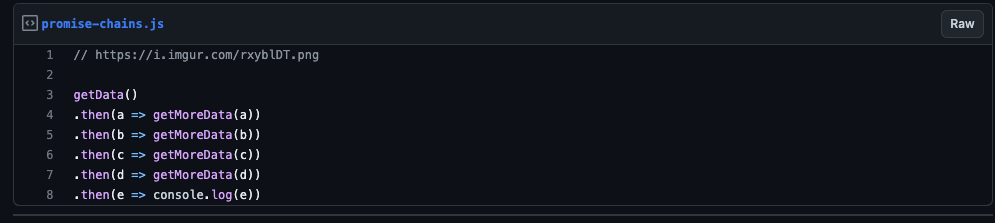 promise-chains.js
Raw
1 // https://i.imgur.com/rxyblDT.png
2
3 getData()
4 .then(a => getMoreData(a))
5 .then(b => getMoreData(b))
6 .then(c => getMoreData(c))
7 .then(d => getMoreData(d))
8 .then(e => console.log(e))